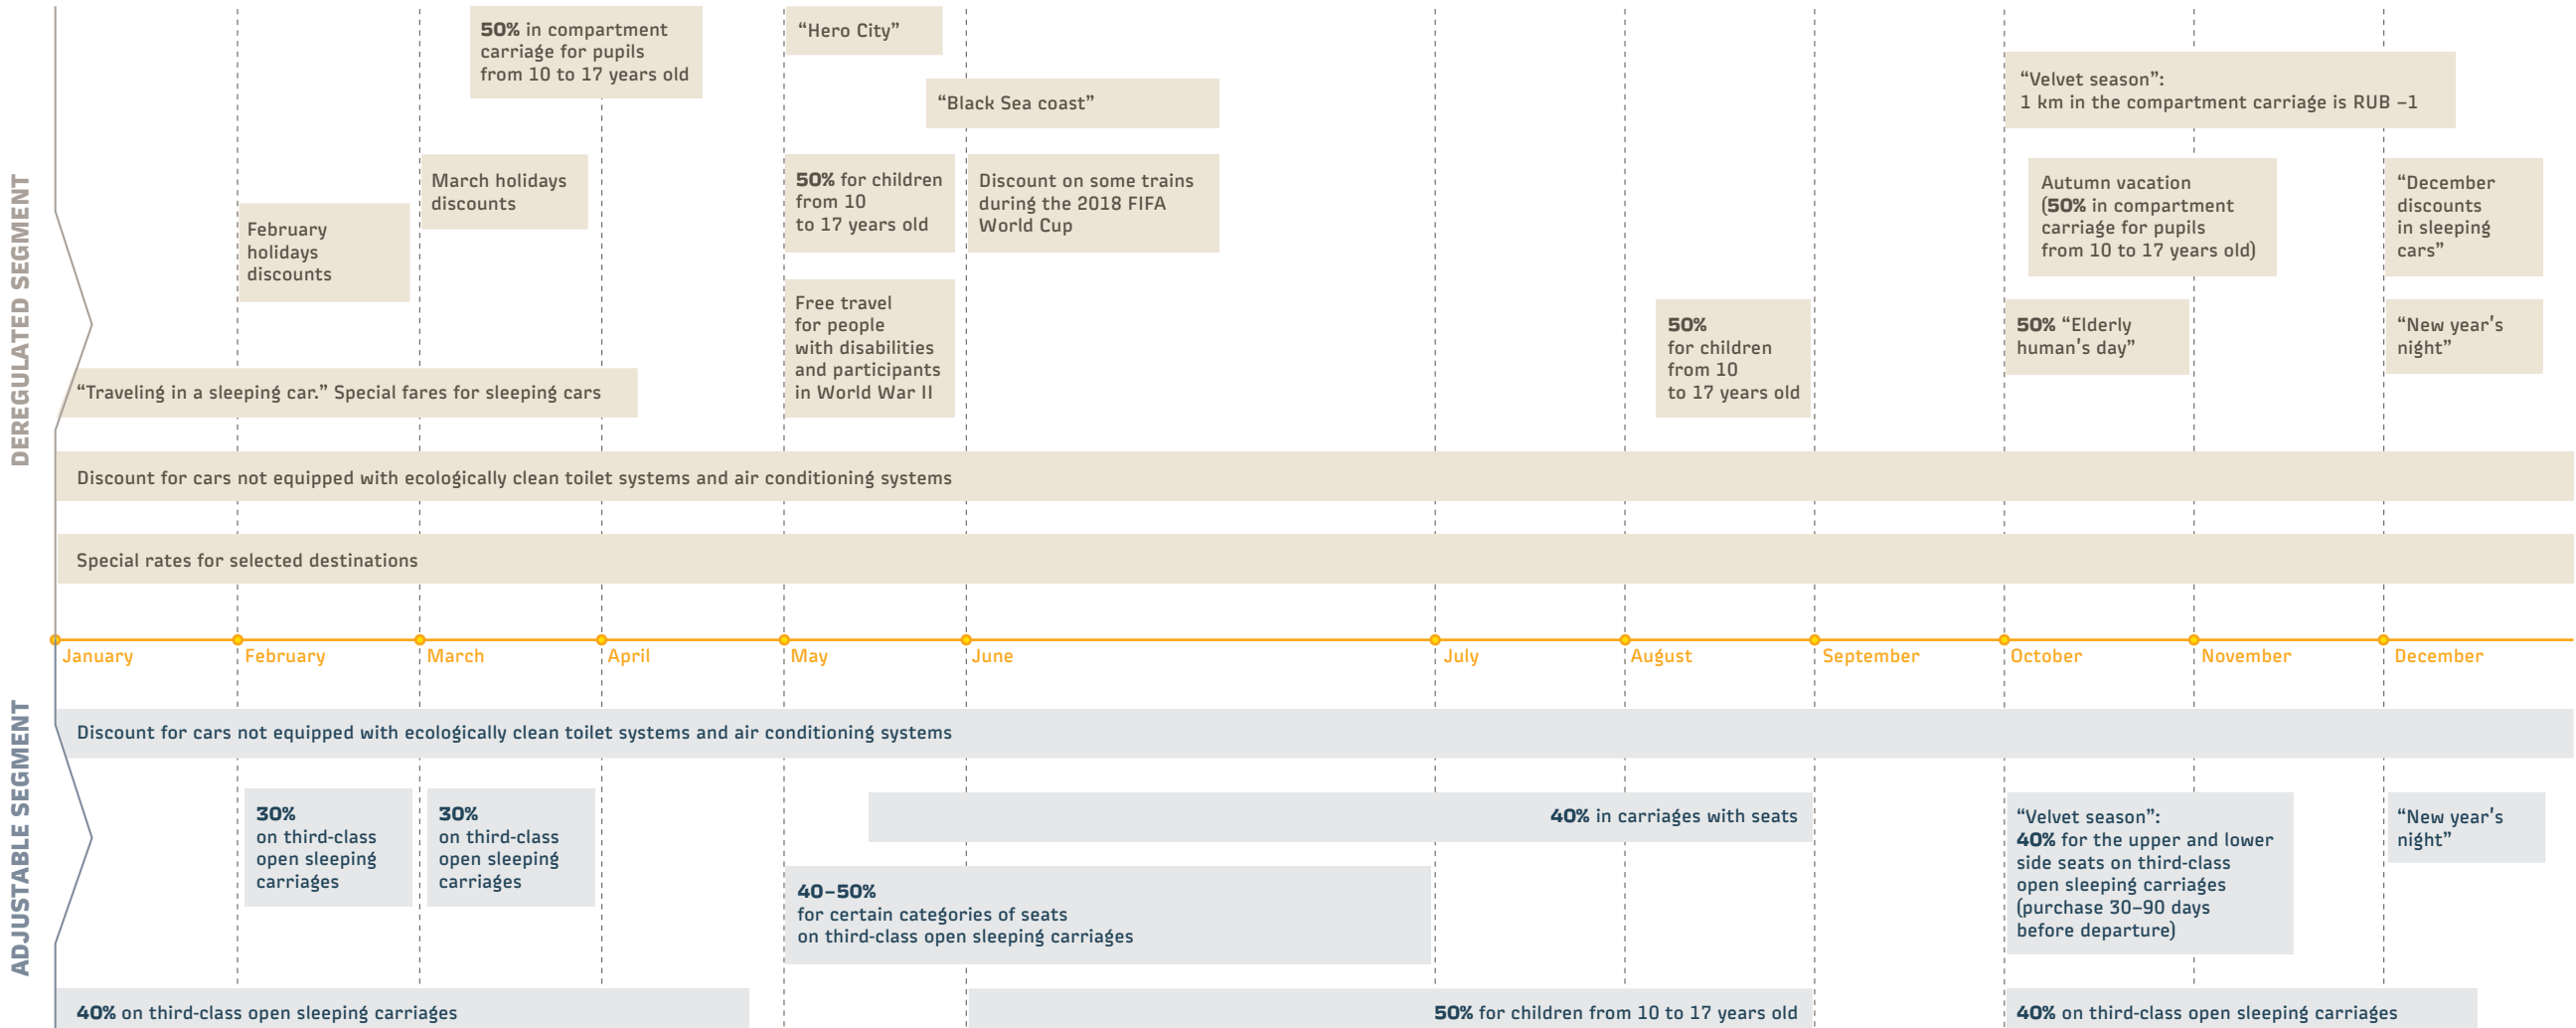 DEREGULATED SEGMENT
50% in compartment
carriage for pupils
from 10 to 17 years old
“Hero City”
“Black Sea coast”
“Velvet season”:
1 km in the compartment carriage is RUB –1
February
holidays
discounts
March holidays
discounts
50% for children
from 10
to 17 years old
Discount on some trains
during the 2018 FIFA
World Cup
Autumn vacation
(50% in compartment
carriage for pupils
from 10 to 17 years old)
“December
discounts
in sleeping
cars”
Free travel
for people
with disabilities
and participants
in World War II
50%
for children
from 10
to 17 years old
50% “Elderly
human’s day”
“New year’s
night”
“Traveling in a sleeping car.” Special fares for sleeping cars
Discount for cars not equipped with ecologically clean toilet systems and air conditioning systems
Special rates for selected destinations
January
February
March
April
May
June
July
August
September
October
November
December
ADJUSTABLE SEGMENT
Discount for cars not equipped with ecologically clean toilet systems and air conditioning systems
30%
on third-class
open sleeping
carriages
30%
on third-class
open sleeping
carriages
40% in carriages with seats
40–50%
for certain categories of seats
on third-class open sleeping carriages
“Velvet season”:
40% for the upper and lower
side seats on third-class
open sleeping carriages
(purchase 30–90 days
before departure)
“New year’s
night”
40% on third-class open sleeping carriages
50% for children from 10 to 17 years old
40% on third-class open sleeping carriages